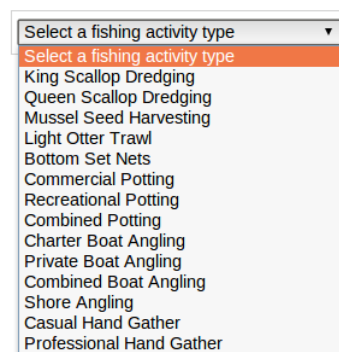 Select a fishing activity type
Select a fishing activity type
King Scallop Dredging
Queen Scallop Dredging
Mussel Seed Harvesting
Light Otter Trawl
Bottom Set Nets
Commercial Potting
Recreational Potting
Combined Potting
Charter Boat Angling
Private Boat Angling
Combined Boat Angling
Shore Angling
Casual Hand Gather
Professional Hand Gather